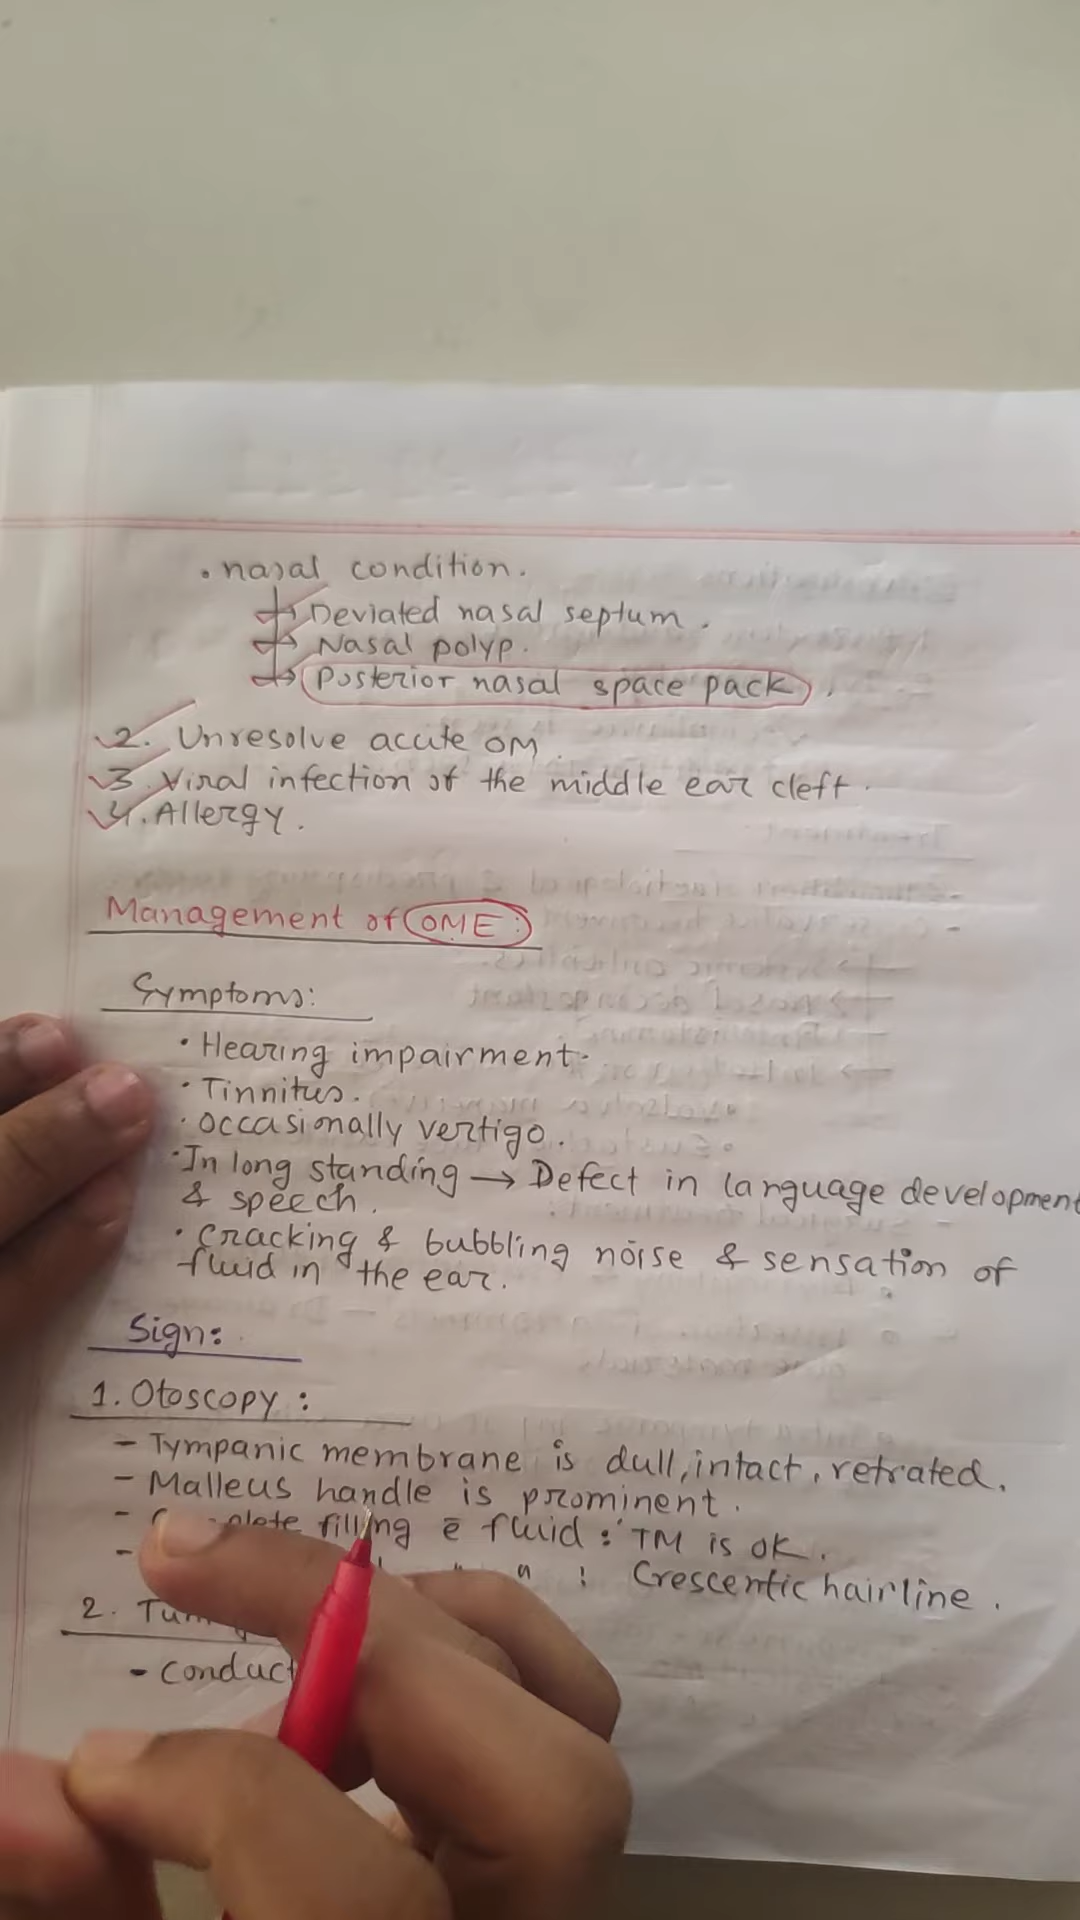 . nasal condition.
→ Deviated nasal septum.
→ Nasal polyp.
→ Posterior nasal space pack.
2. Unresolve acute OM.
3. Viral infection of the middle ear cleft.
4. Allergy.
Management of OME:
Symptoms:
• Hearing impairment.
• Tinnitus.
• occasionally vertigo.
• In long standing → Defect in language development
& speech.
• Cracking & bubbling noise & sensation of
fluid in the ear.
Sign:
1. Otoscopy:
- Tympanic membrane is dull, intact, retrated.
- Malleus handle is prominent.
- filling c̄ fluid : TM is ok.
- " : Crescentic hairline.
2.
- conduct